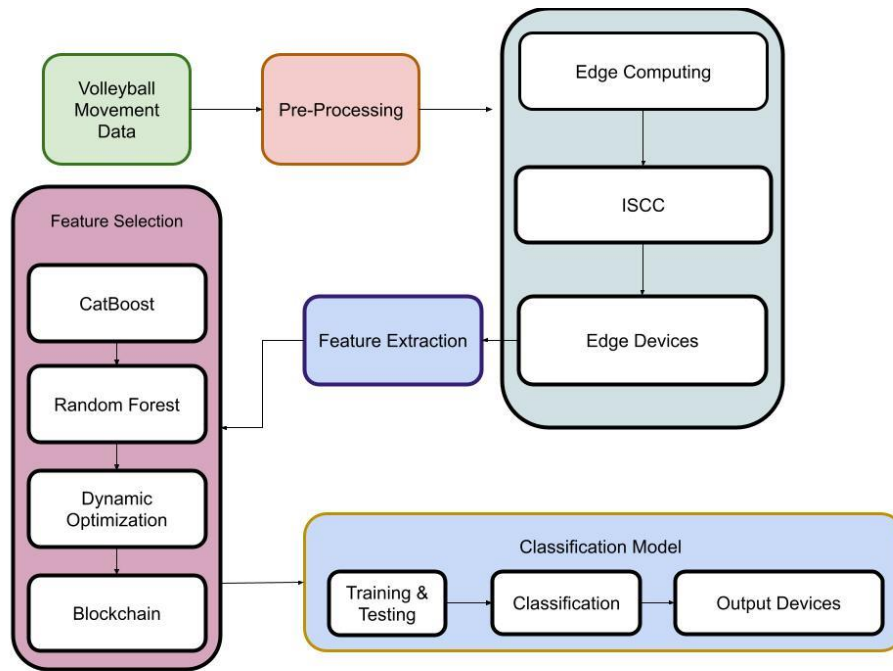 Volleyball
Movement
Data
Pre-Processing
Edge Computing
ISCC
Edge Devices
Feature Extraction
Feature Selection
CatBoost
Random Forest
Dynamic
Optimization
Blockchain
Classification Model
Training &
Testing
Classification
Output Devices